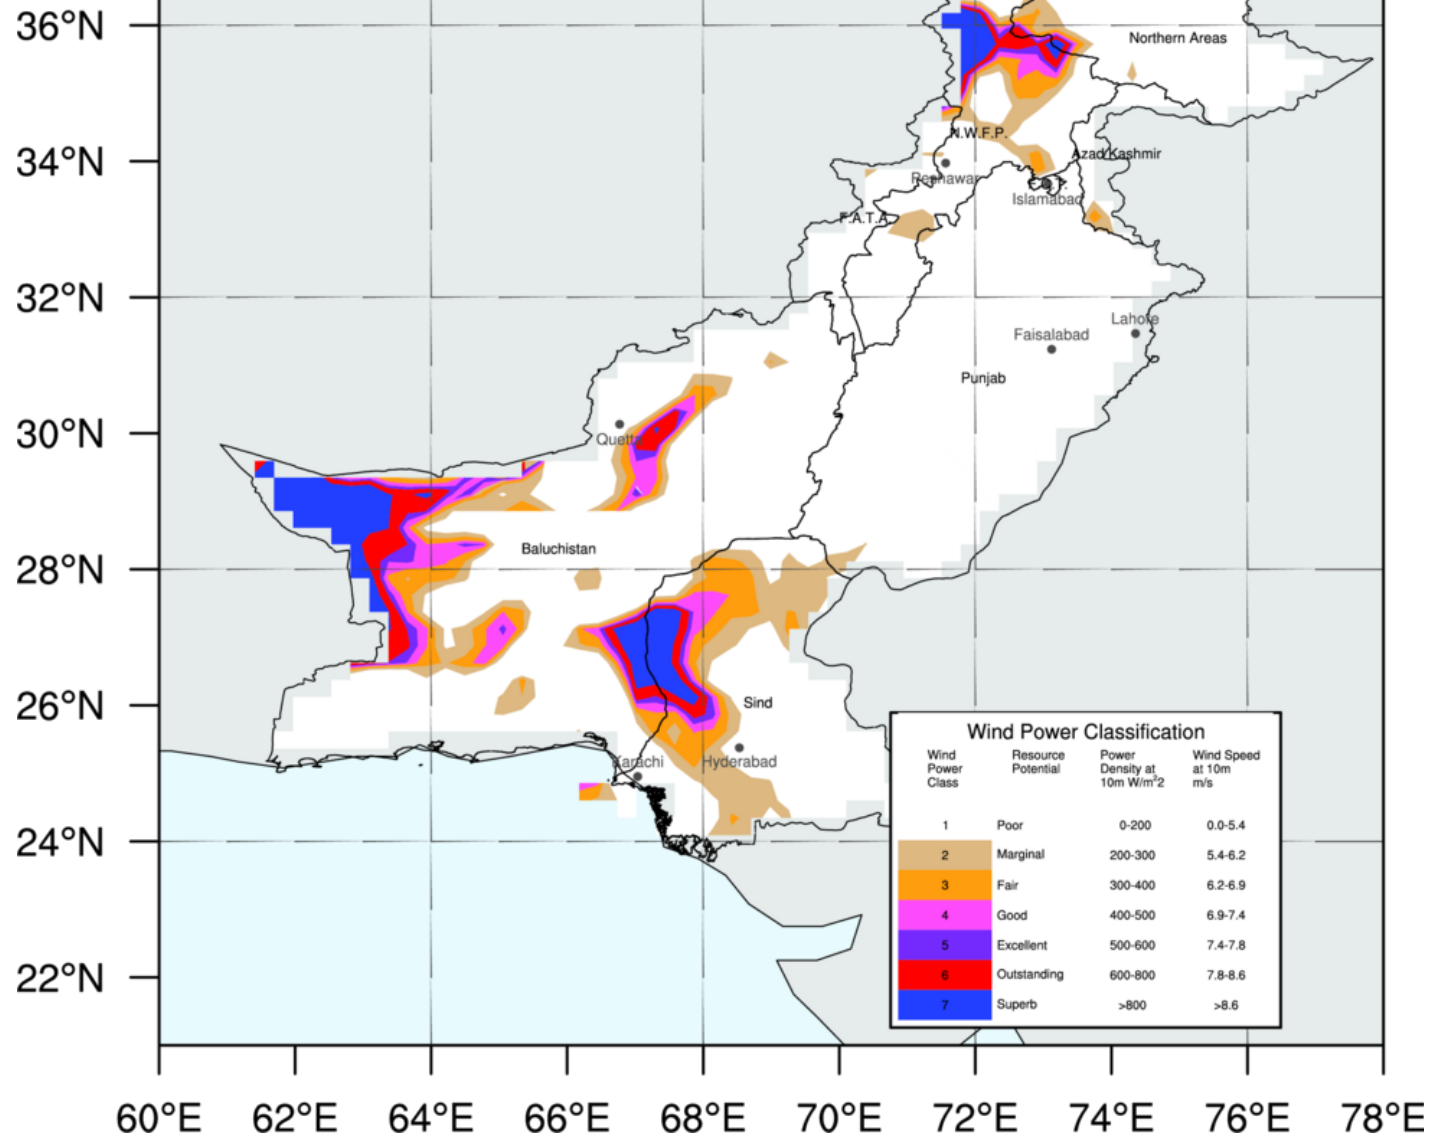 36°N
Northern Areas
N.W.F.P.
34°N
Azad Kashmir
Peshawar
F.C.T.
Islamabad
F.A.T.A.
32°N
Lahore
Faisalabad
Punjab
30°N
Quetta
Baluchistan
28°N
26°N
Sind
Karachi
Hyderabad
24°N
22°N
Wind Power Classification
Wind Power Class
Resource Potential
Power Density at 10m W/m²2
Wind Speed at 10m m/s
1 Poor 0-200 0.0-5.4
2 Marginal 200-300 5.4-6.2
3 Fair 300-400 6.2-6.9
4 Good 400-500 6.9-7.4
5 Excellent 500-600 7.4-7.8
6 Outstanding 600-800 7.8-8.6
7 Superb >800 >8.6
60°E 62°E 64°E 66°E 68°E 70°E 72°E 74°E 76°E 78°E